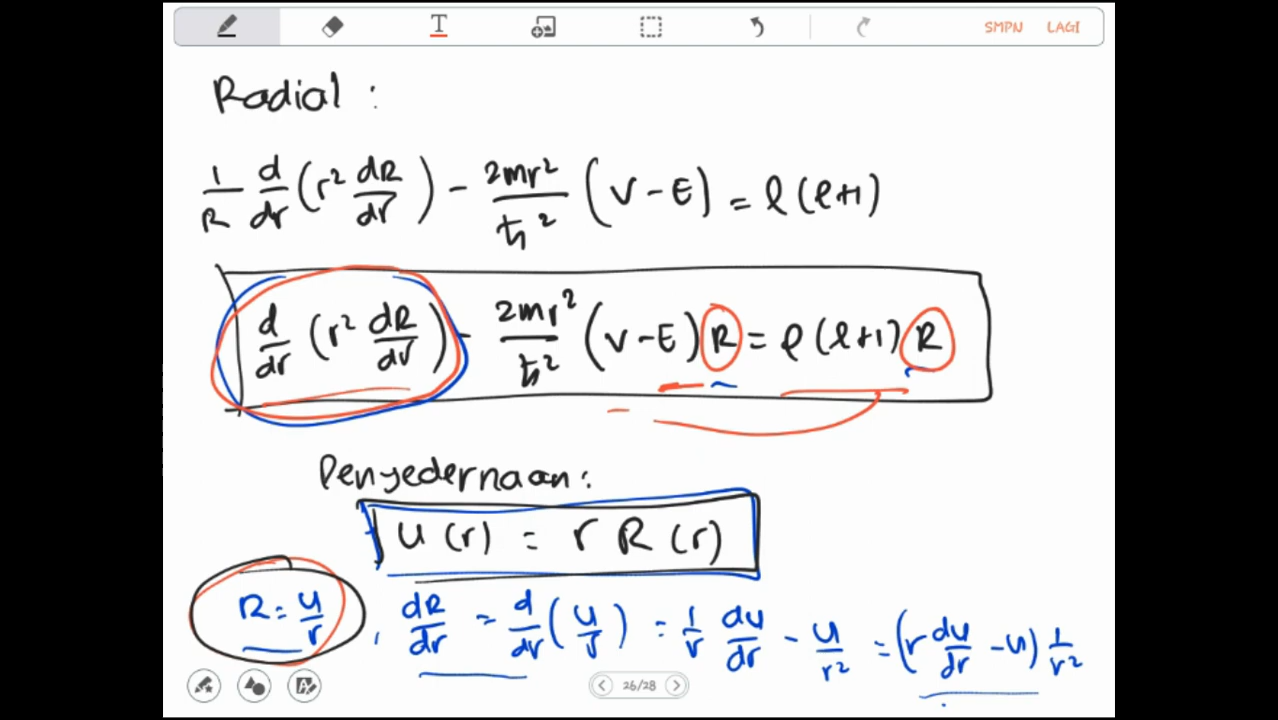 T SMPN LAGI
Radial :
1/R d/dr (r² dR/dr) - 2mr²/ħ² (V - E) = l(l+1)
d/dr (r² dR/dr) - 2mr²/ħ² (V - E) R = l(l+1) R
Penyedernaan :
u(r) = r R(r)
R = u/r , dR/dr = d/dr (u/r) = 1/r du/dr - u/r² = (r du/dr - u) 1/r²
26/28